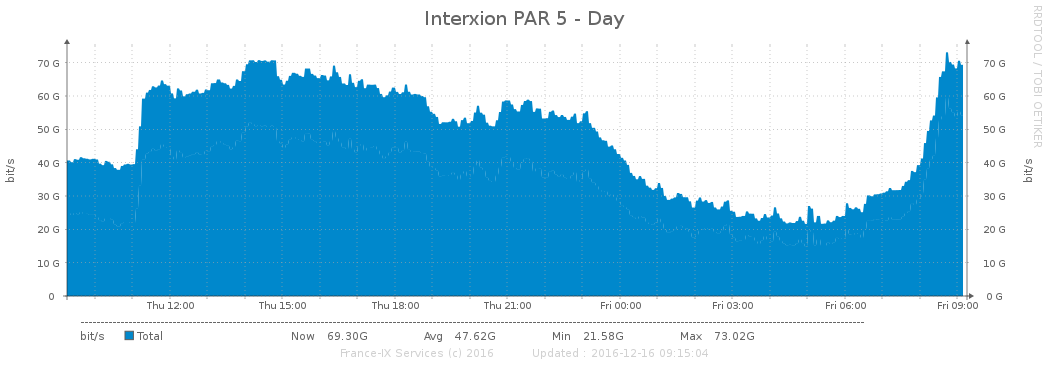 Interxion PAR 5 - Day
RRDTOOL / TOBI OETIKER
bit/s
bit/s
70 G 70 G
60 G 60 G
50 G 50 G
40 G 40 G
30 G 30 G
20 G 20 G
10 G 10 G
0 0 G
Thu 12:00 Thu 15:00 Thu 18:00 Thu 21:00 Fri 00:00 Fri 03:00 Fri 06:00 Fri 09:00
bit/s Total Now 69.30G Avg 47.62G Min 21.58G Max 73.02G
France-IX Services (c) 2016 Updated : 2016-12-16 09:15:04